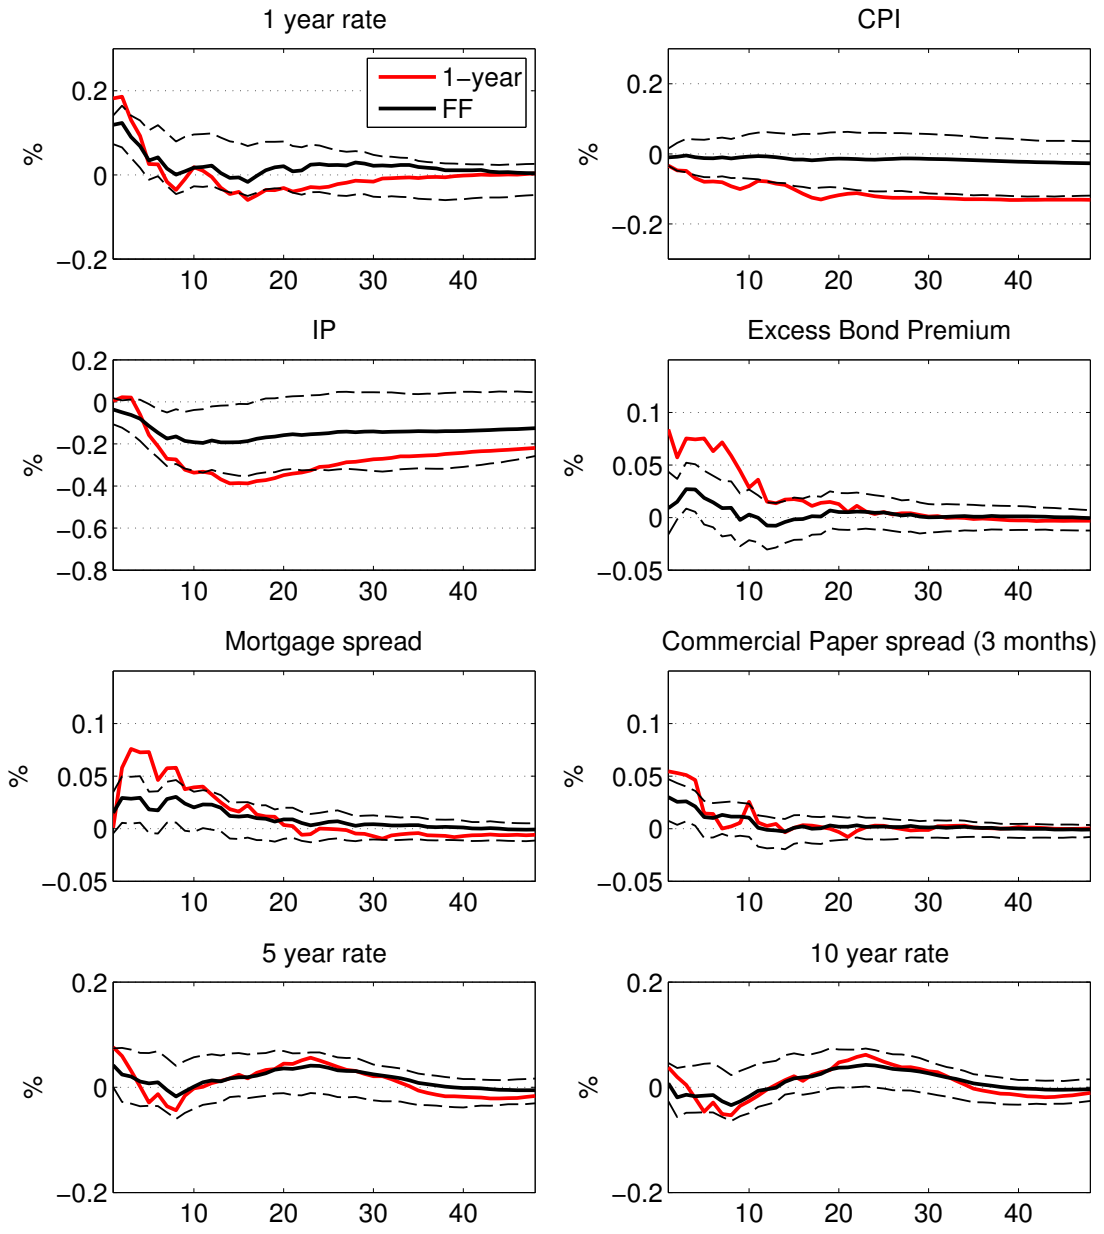 1 year rate
%
0.2
0
−0.2
10 20 30 40
1−year
FF
CPI
%
0.2
0
−0.2
10 20 30 40
IP
%
0.2
0
−0.2
−0.4
−0.6
−0.8
10 20 30 40
Excess Bond Premium
%
0.1
0.05
0
−0.05
10 20 30 40
Mortgage spread
%
0.1
0.05
0
−0.05
10 20 30 40
Commercial Paper spread (3 months)
%
0.1
0.05
0
−0.05
10 20 30 40
5 year rate
%
0.2
0
−0.2
10 20 30 40
10 year rate
%
0.2
0
−0.2
10 20 30 40